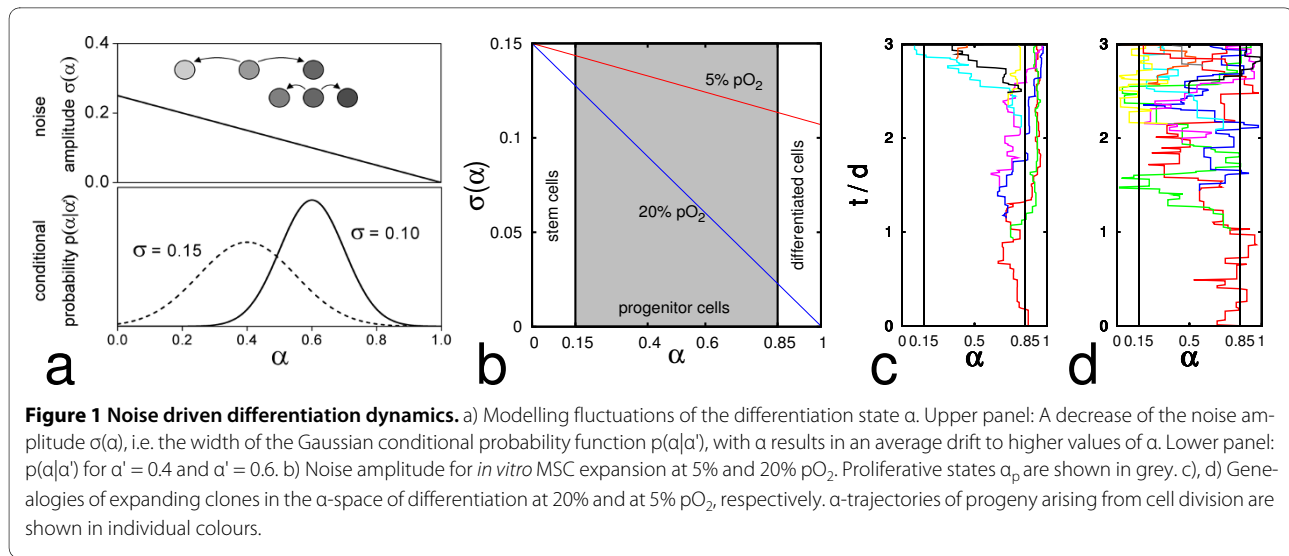 0.4
0.2
0.0
noise
amplitude σ(α)
conditional
probability p(α|α')
σ = 0.15
σ = 0.10
0.0 0.2 0.4 0.6 0.8 1.0
α
a
0.15
0.1
0.05
0
σ(α)
5% pO2
20% pO2
stem cells
differentiated cells
progenitor cells
0 0.15 0.4 0.6 0.85 1
α
b
3
2
1
0
t / d
0 0.15 0.5 0.85 1
α
c
3
2
1
0
0 0.15 0.5 0.85 1
α
d
Figure 1 Noise driven differentiation dynamics. a) Modelling fluctuations of the differentiation state α. Upper panel: A decrease of the noise am-
plitude σ(α), i.e. the width of the Gaussian conditional probability function p(α|α'), with α results in an average drift to higher values of α. Lower panel:
p(α|α') for α' = 0.4 and α' = 0.6. b) Noise amplitude for in vitro MSC expansion at 5% and 20% pO2. Proliferative states αp are shown in grey. c), d) Gene-
alogies of expanding clones in the α-space of differentiation at 20% and at 5% pO2, respectively. α-trajectories of progeny arising from cell division are
shown in individual colours.